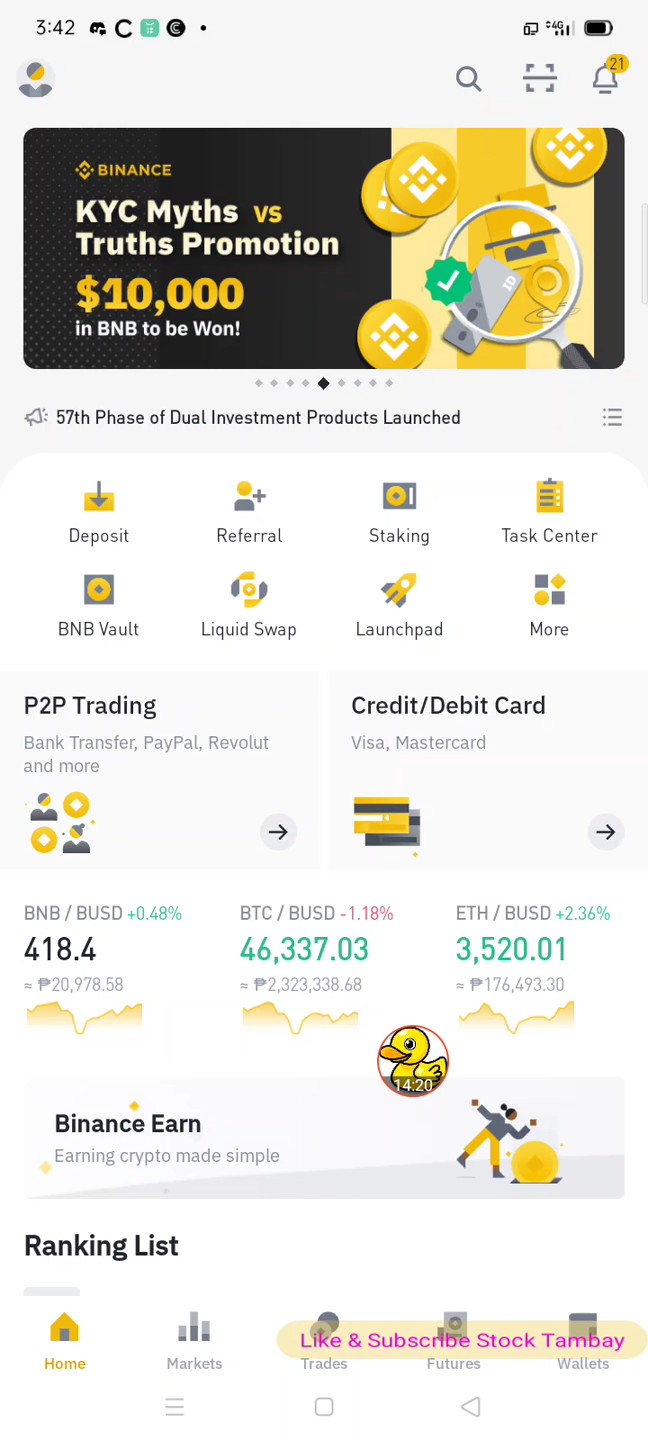 3:42
4G
21
BINANCE
KYC Myths vs
Truths Promotion
$10,000
in BNB to be Won!
ID
57th Phase of Dual Investment Products Launched
Deposit
Referral
Staking
Task Center
BNB Vault
Liquid Swap
Launchpad
More
P2P Trading
Bank Transfer, PayPal, Revolut
and more
Credit/Debit Card
Visa, Mastercard
BNB / BUSD +0.48%
418.4
≈ ₱20,978.58
BTC / BUSD -1.18%
46,337.03
≈ ₱2,323,338.68
ETH / BUSD +2.36%
3,520.01
≈ ₱176,493.30
14:20
Binance Earn
Earning crypto made simple
Ranking List
Like & Subscribe Stock Tambay
Home
Markets
Trades
Futures
Wallets